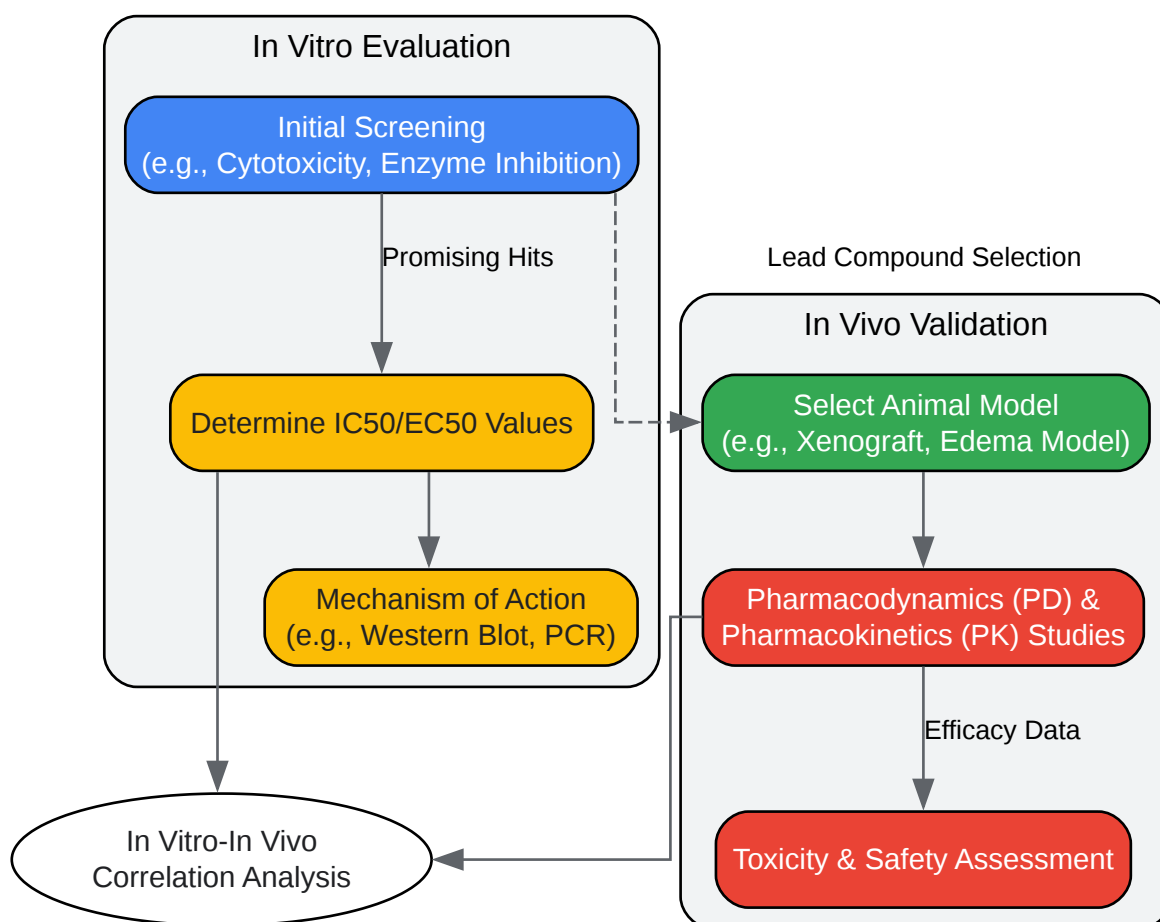 In Vitro Evaluation
Initial Screening
(e.g., Cytotoxicity, Enzyme Inhibition)
Promising Hits
Determine IC50/EC50 Values
Mechanism of Action
(e.g., Western Blot, PCR)
Lead Compound Selection
In Vivo Validation
Select Animal Model
(e.g., Xenograft, Edema Model)
Pharmacodynamics (PD) &
Pharmacokinetics (PK) Studies
Efficacy Data
Toxicity & Safety Assessment
In Vitro-In Vivo
Correlation Analysis